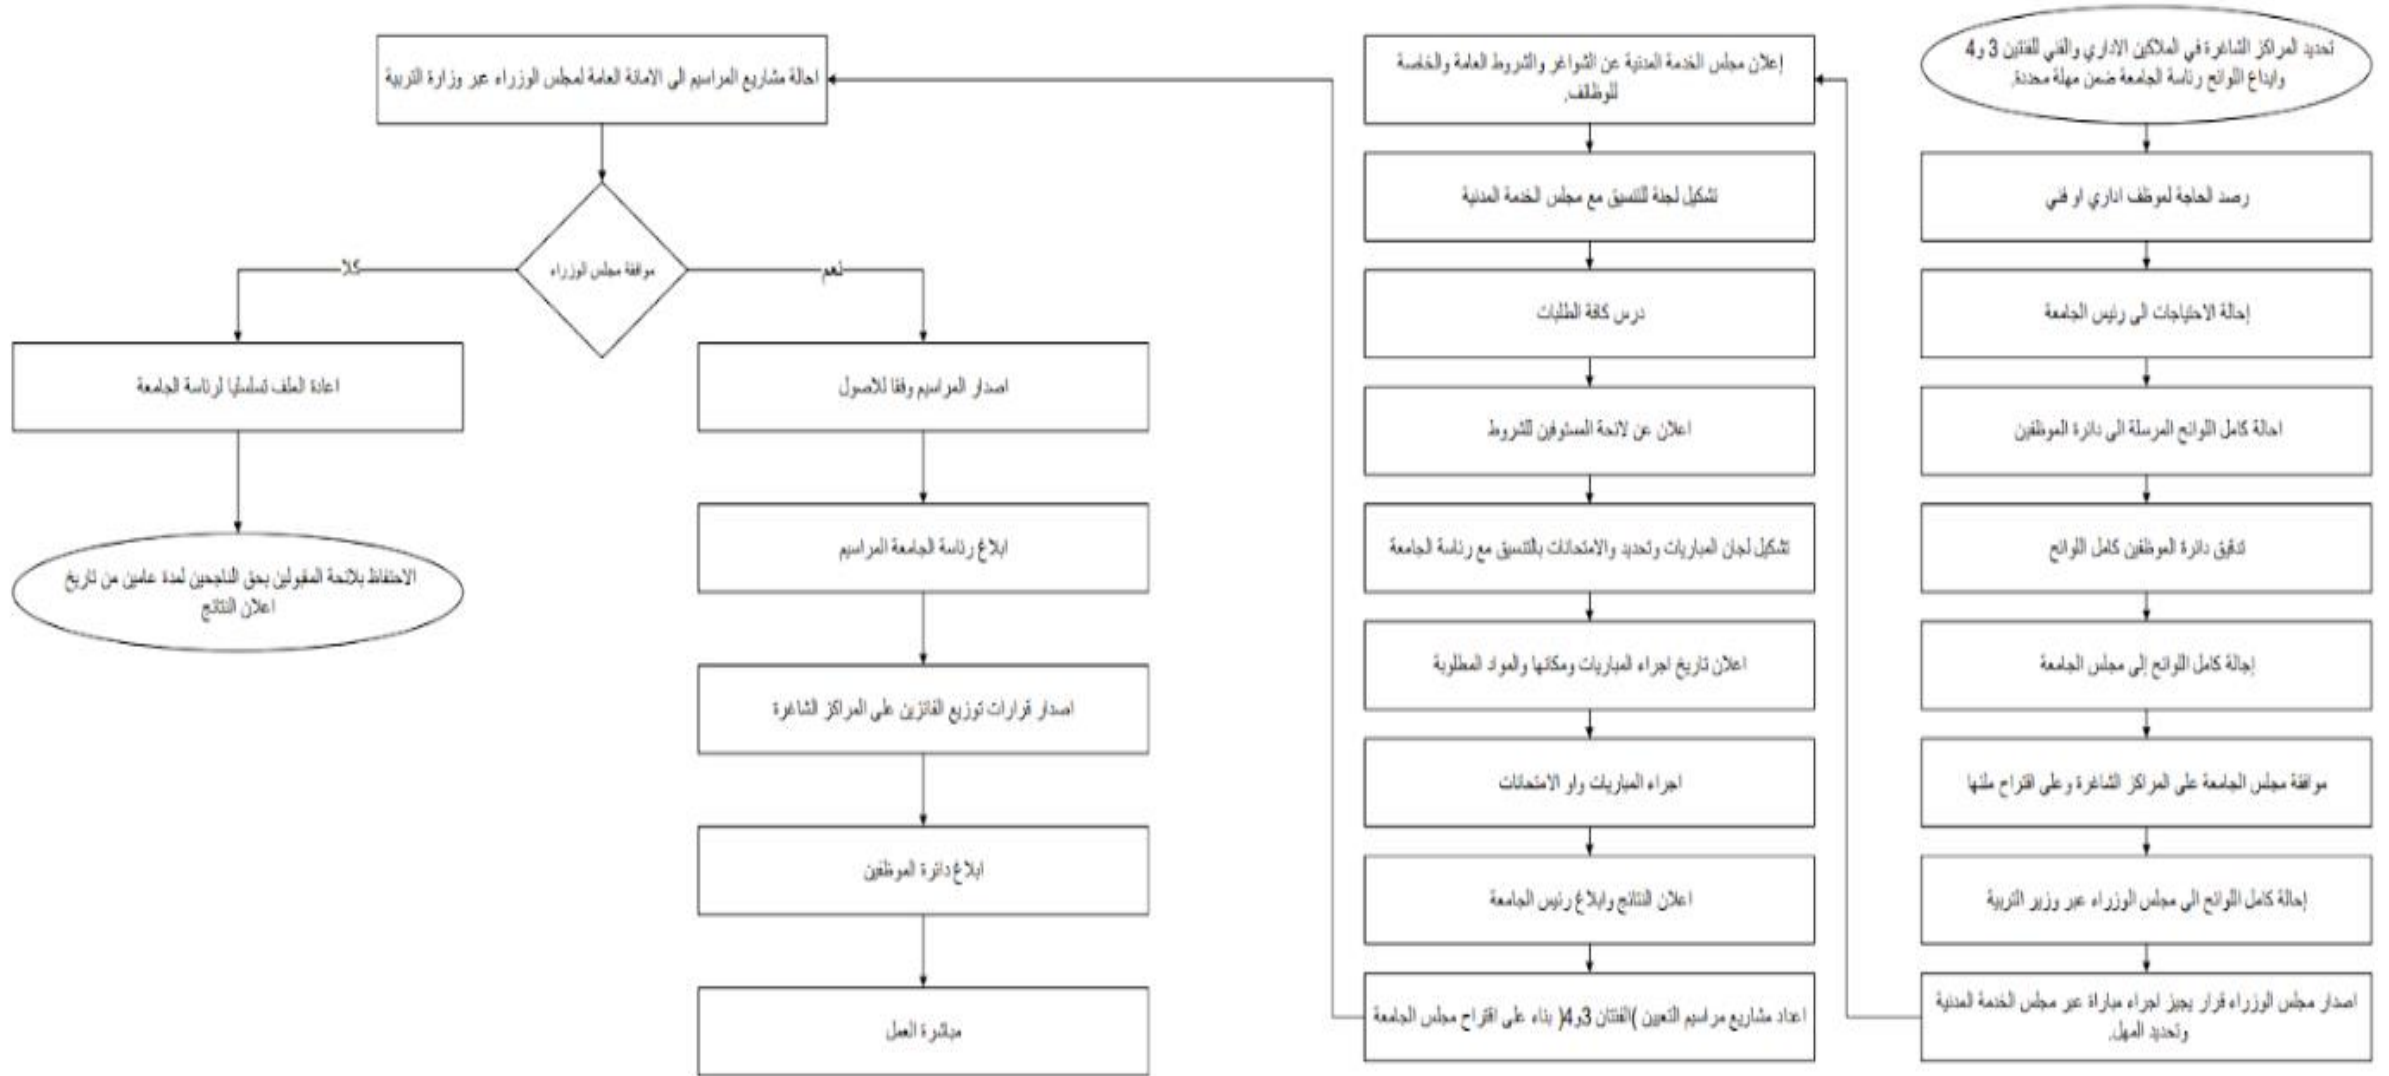 تحديد المراكز الشاغرة في الملاكين الاداري والفني للفئتين 3 و4
وايداع اللوائح رئاسة الجامعة ضمن مهلة محددة.
رصد الحاجة لموظف اداري او فني
إحالة الاحتياجات الى رئيس الجامعة
احالة كامل اللوائح المرسلة الى دائرة الموظفين
تدقيق دائرة الموظفين كامل اللوائح
إحالة كامل اللوائح إلى مجلس الجامعة
موافقة مجلس الجامعة على المراكز الشاغرة وعلى اقتراح ملئها
إحالة كامل اللوائح الى مجلس الوزراء عبر وزير التربية
اصدار مجلس الوزراء قرار يجيز اجراء مباراة عبر مجلس الخدمة المدنية
وتحديد المهل.
إعلان مجلس الخدمة المدنية عن الشواغر والشروط العامة والخاصة
للوظائف.
تشكيل لجنة للتنسيق مع مجلس الخدمة المدنية
درس كافة الطلبات
اعلان عن لائحة المستوفين للشروط
تشكيل لجان المباريات وتحديد والامتحانات بالتنسيق مع رئاسة الجامعة
اعلان تاريخ اجراء المباريات ومكانها والمواد المطلوبة
اجراء المباريات واو الامتحانات
اعلان النتائج وابلاغ رئيس الجامعة
اعداد مشاريع مراسيم التعيين )الفئتان 3و4( بناء على اقتراح مجلس الجامعة
احالة مشاريع المراسيم الى الامانة العامة لمجلس الوزراء عبر وزارة التربية
موافقة مجلس الوزراء
نعم
كلا
اصدار المراسيم وفقا للاصول
ابلاغ رئاسة الجامعة المراسيم
اصدار قرارات توزيع الفائزين على المراكز الشاغرة
ابلاغ دائرة الموظفين
مباشرة العمل
اعادة الملف تسلسليا لرئاسة الجامعة
الاحتفاظ بلائحة المقبولين بحق الناجحين لمدة عامين من تاريخ
اعلان النتائج